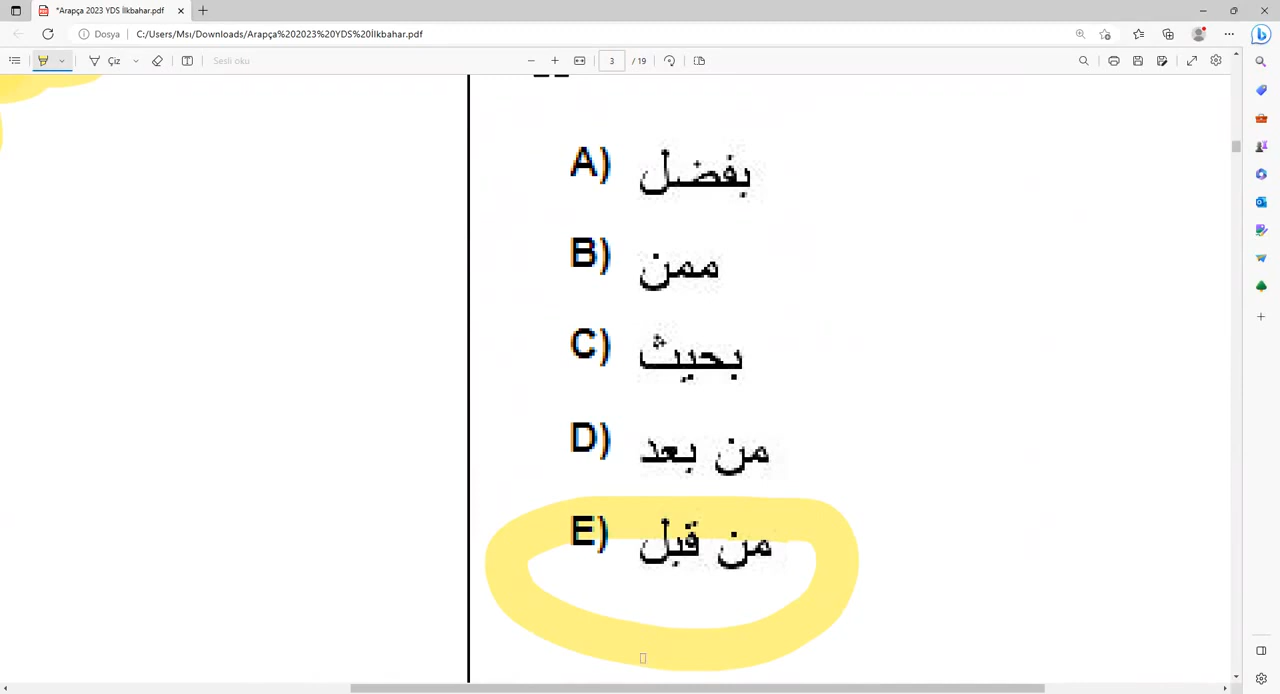 *Arapça 2023 YDS İlkbahar.pdf
Dosya C:/Users/Msı/Downloads/Arapça%202023%20YDS%20İlkbahar.pdf
Çiz Sesli oku 3 / 19
A) بفضل
B) ممن
C) بحيث
D) من بعد
E) من قبل